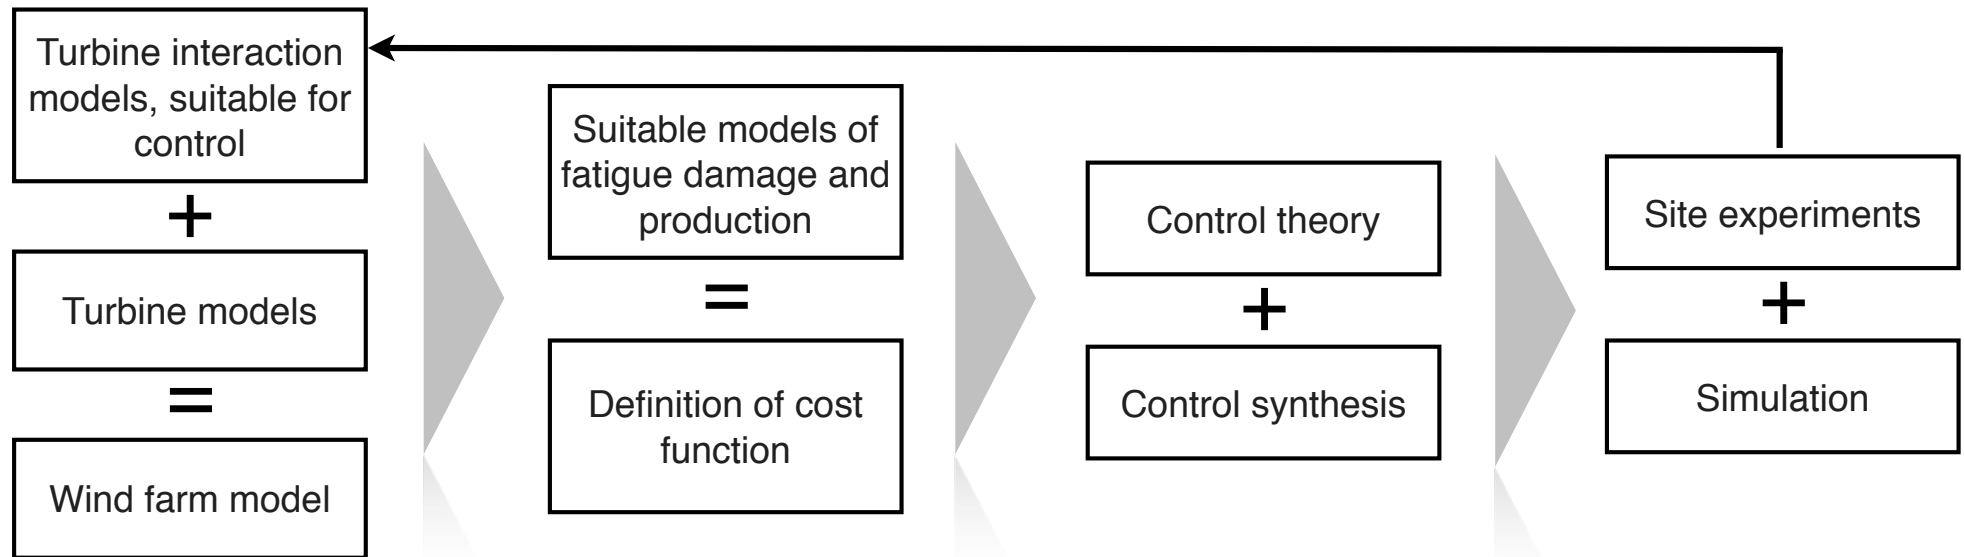 Turbine interaction
models, suitable for
control
+
Turbine models
=
Wind farm model
Suitable models of
fatigue damage and
production
=
Definition of cost
function
Control theory
+
Control synthesis
Site experiments
+
Simulation